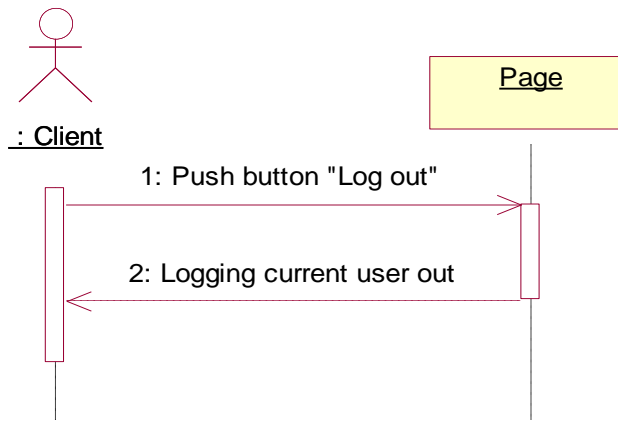 Page
: Client
1: Push button "Log out"
2: Logging current user out